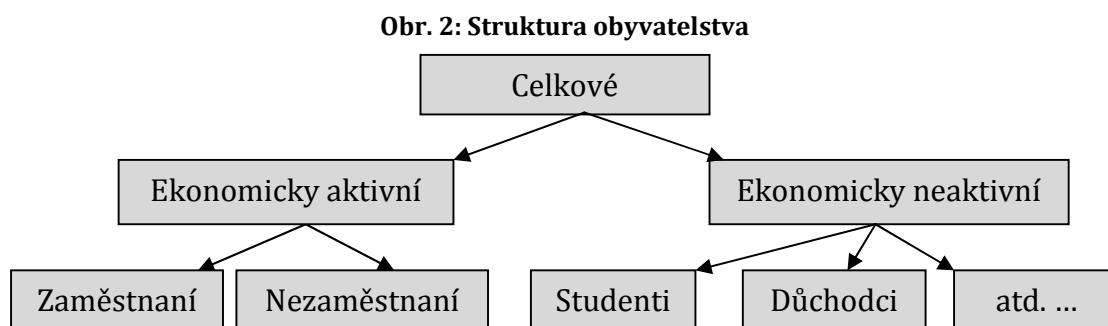 Obr. 2: Struktura obyvatelstva
Celkové
Ekonomicky aktivní
Ekonomicky neaktivní
Zaměstnaní
Nezaměstnaní
Studenti
Důchodci
atd. ...